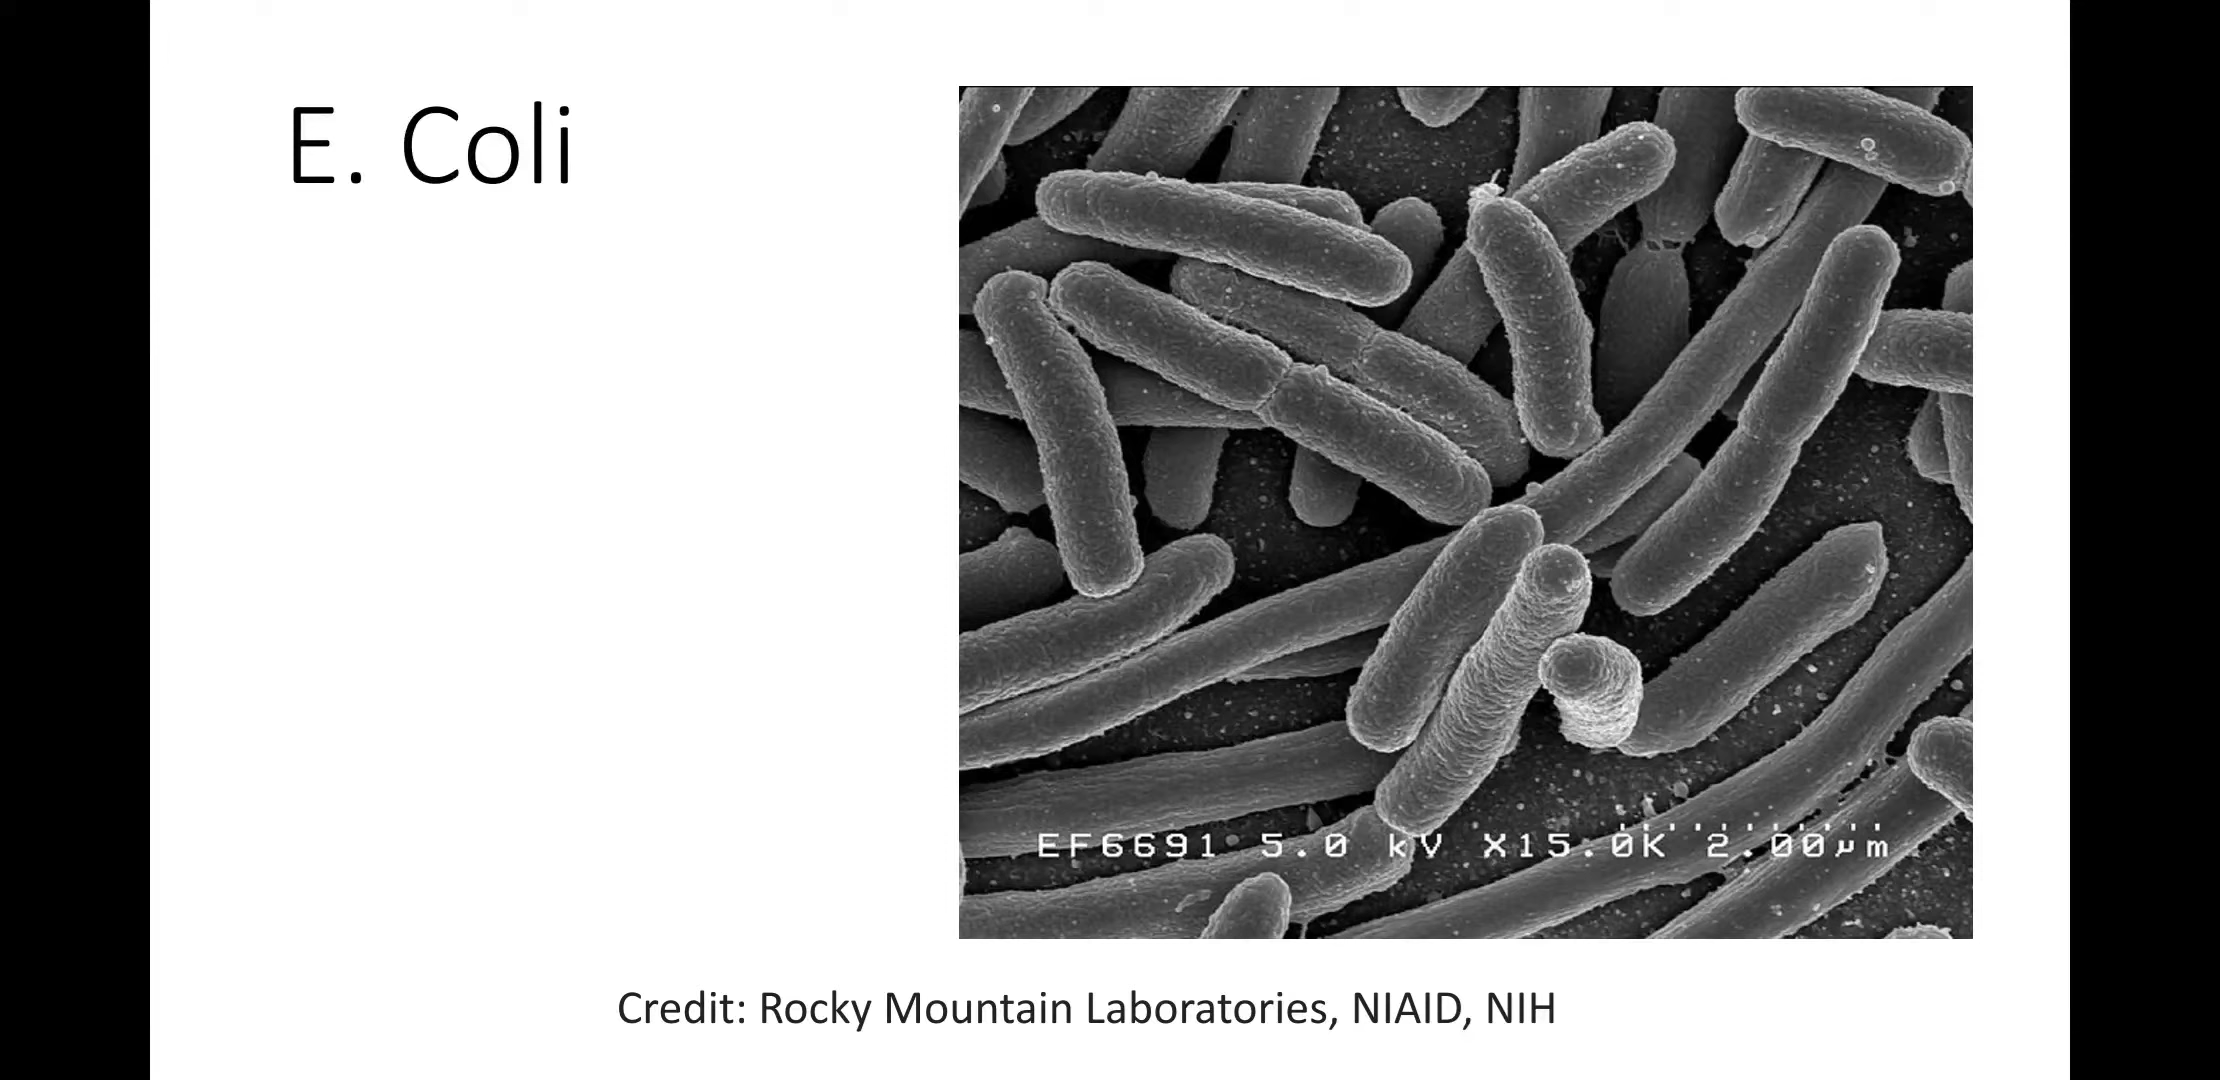 E. Coli
EF6691 5.0 kV X15.0K 2.00µm
Credit: Rocky Mountain Laboratories, NIAID, NIH